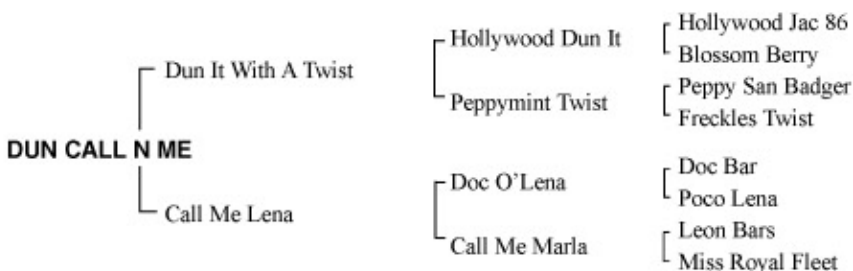 Hollywood Jac 86
Hollywood Dun It
Blossom Berry
Dun It With A Twist
Peppy San Badger
Peppymint Twist
Freckles Twist
DUN CALL N ME
Doc Bar
Doc O'Lena
Poco Lena
Call Me Lena
Leon Bars
Call Me Marla
Miss Royal Fleet